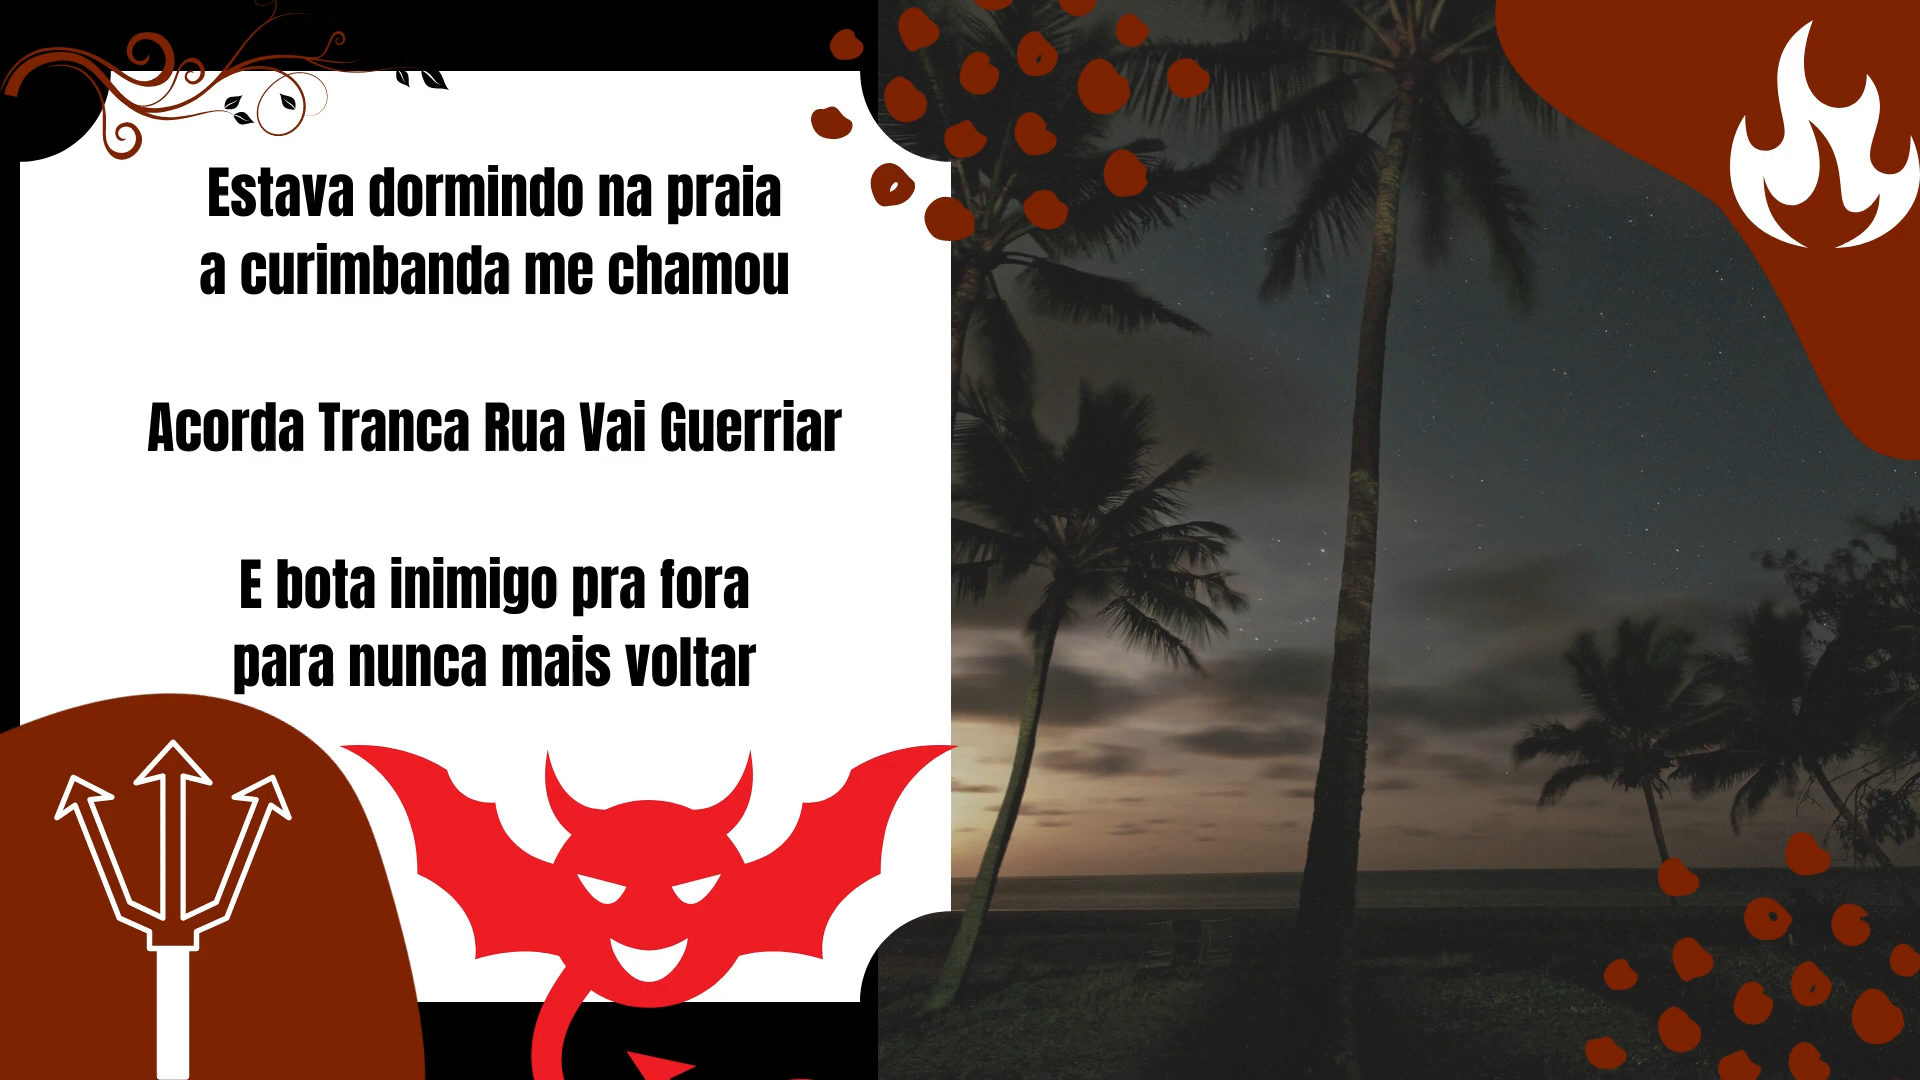 Estava dormindo na praia
a curimbanda me chamou
Acorda Tranca Rua Vai Guerriar
E bota inimigo pra fora
para nunca mais voltar